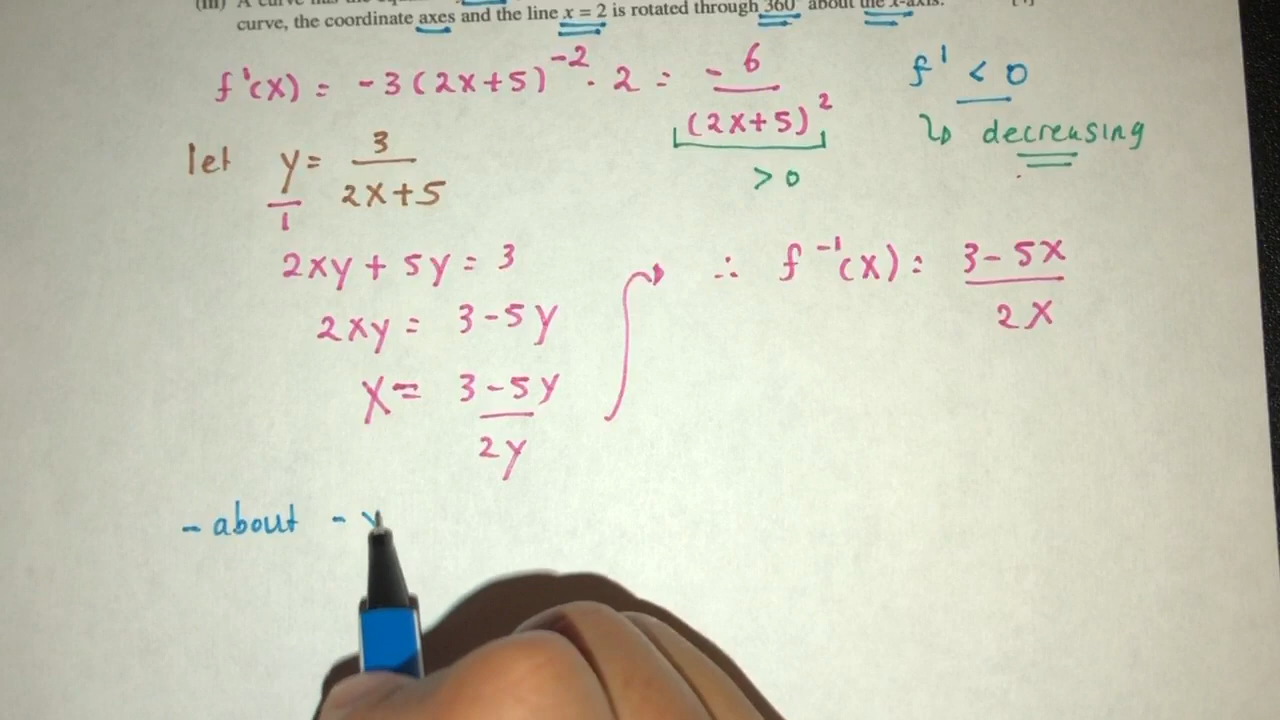 curve, the coordinate axes and the line x = 2 is rotated through 360° about the x-axis.
f'(x) = -3(2x+5)^-2 · 2 = - 6 / (2x+5)^2
> 0
f' < 0
↳ decreasing
let y/1 = 3 / 2x+5
2xy + 5y = 3
2xy = 3-5y
x = 3-5y / 2y
∴ f^-1(x) = 3-5x / 2x
- about -